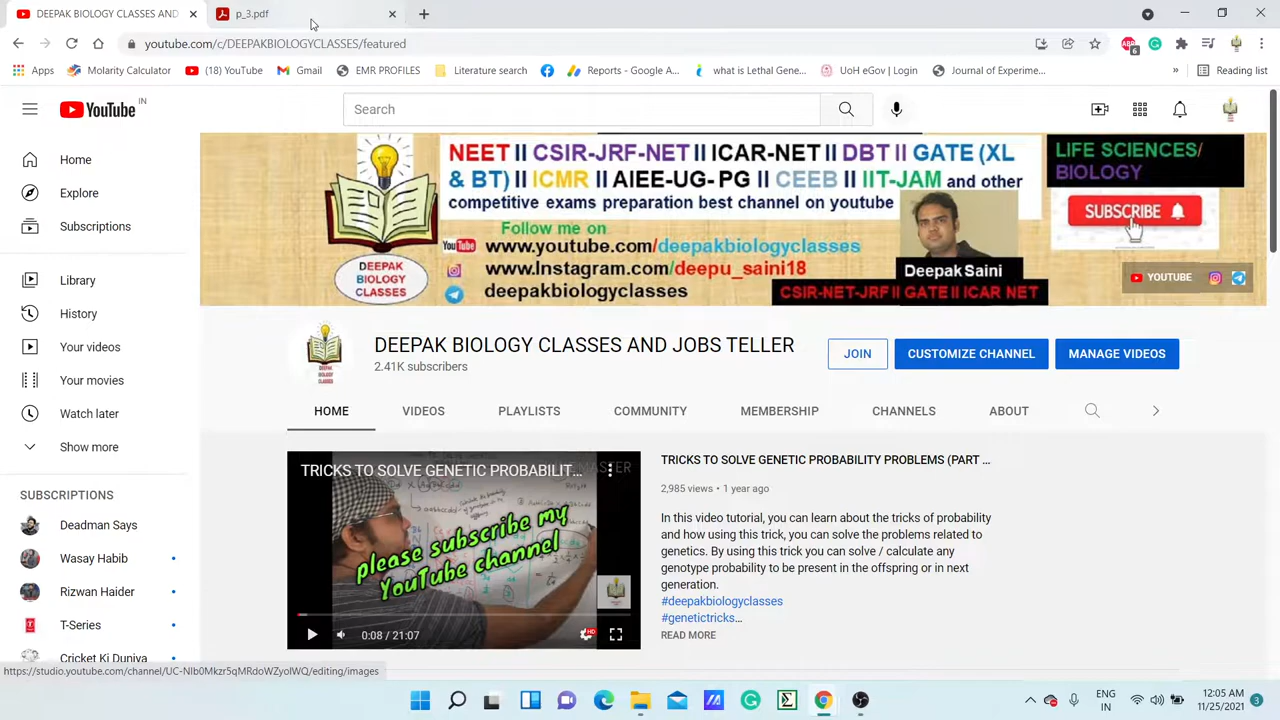 DEEPAK BIOLOGY CLASSES AND
p_3.pdf
youtube.com/c/DEEPAKBIOLOGYCLASSES/featured
6
Apps
Molarity Calculator
(18) YouTube
Gmail
EMR PROFILES
Literature search
Reports - Google A...
what is Lethal Gene...
UoH eGov | Login
Journal of Experime...
»
Reading list
YouTube IN
Search
Home
Explore
Subscriptions
Library
History
Your videos
Your movies
Watch later
Show more
SUBSCRIPTIONS
Deadman Says
Wasay Habib
Rizwan Haider
T-Series
Cricket Ki Duniya
NEET II CSIR-JRF-NET II ICAR-NET II DBT II GATE (XL
& BT) II ICMR II AIEE-UG- PG II CEEB II IIT-JAM and other
competitive exams preparation best channel on youtube
Follow me on
YouTube www.youtube.com/deepakbiologyclasses
www.Instagram.com/deepu_saini18
deepakbiologyclasses
DEEPAK
BIOLOGY
CLASSES
Deepak Saini
CSIR-NET-JRF II GATE II ICAR NET
LIFE SCIENCES/
BIOLOGY
SUBSCRIBE
YOUTUBE
DEEPAK BIOLOGY CLASSES AND JOBS TELLER
2.41K subscribers
JOIN
CUSTOMIZE CHANNEL
MANAGE VIDEOS
HOME
VIDEOS
PLAYLISTS
COMMUNITY
MEMBERSHIP
CHANNELS
ABOUT
TRICKS TO SOLVE GENETIC PROBABILIT...
please subscribe my
YouTube channel
0:08 / 21:07
HD
TRICKS TO SOLVE GENETIC PROBABILITY PROBLEMS (PART ...
2,985 views • 1 year ago
In this video tutorial, you can learn about the tricks of probability
and how using this trick, you can solve the problems related to
genetics. By using this trick you can solve / calculate any
genotype probability to be present in the offspring or in next
generation.
#deepakbiologyclasses
#genetictricks...
READ MORE
https://studio.youtube.com/channel/UC-NIb0Mkzr5qMRdoWZyolWQ/editing/images
ENG
IN
12:05 AM
11/25/2021
3